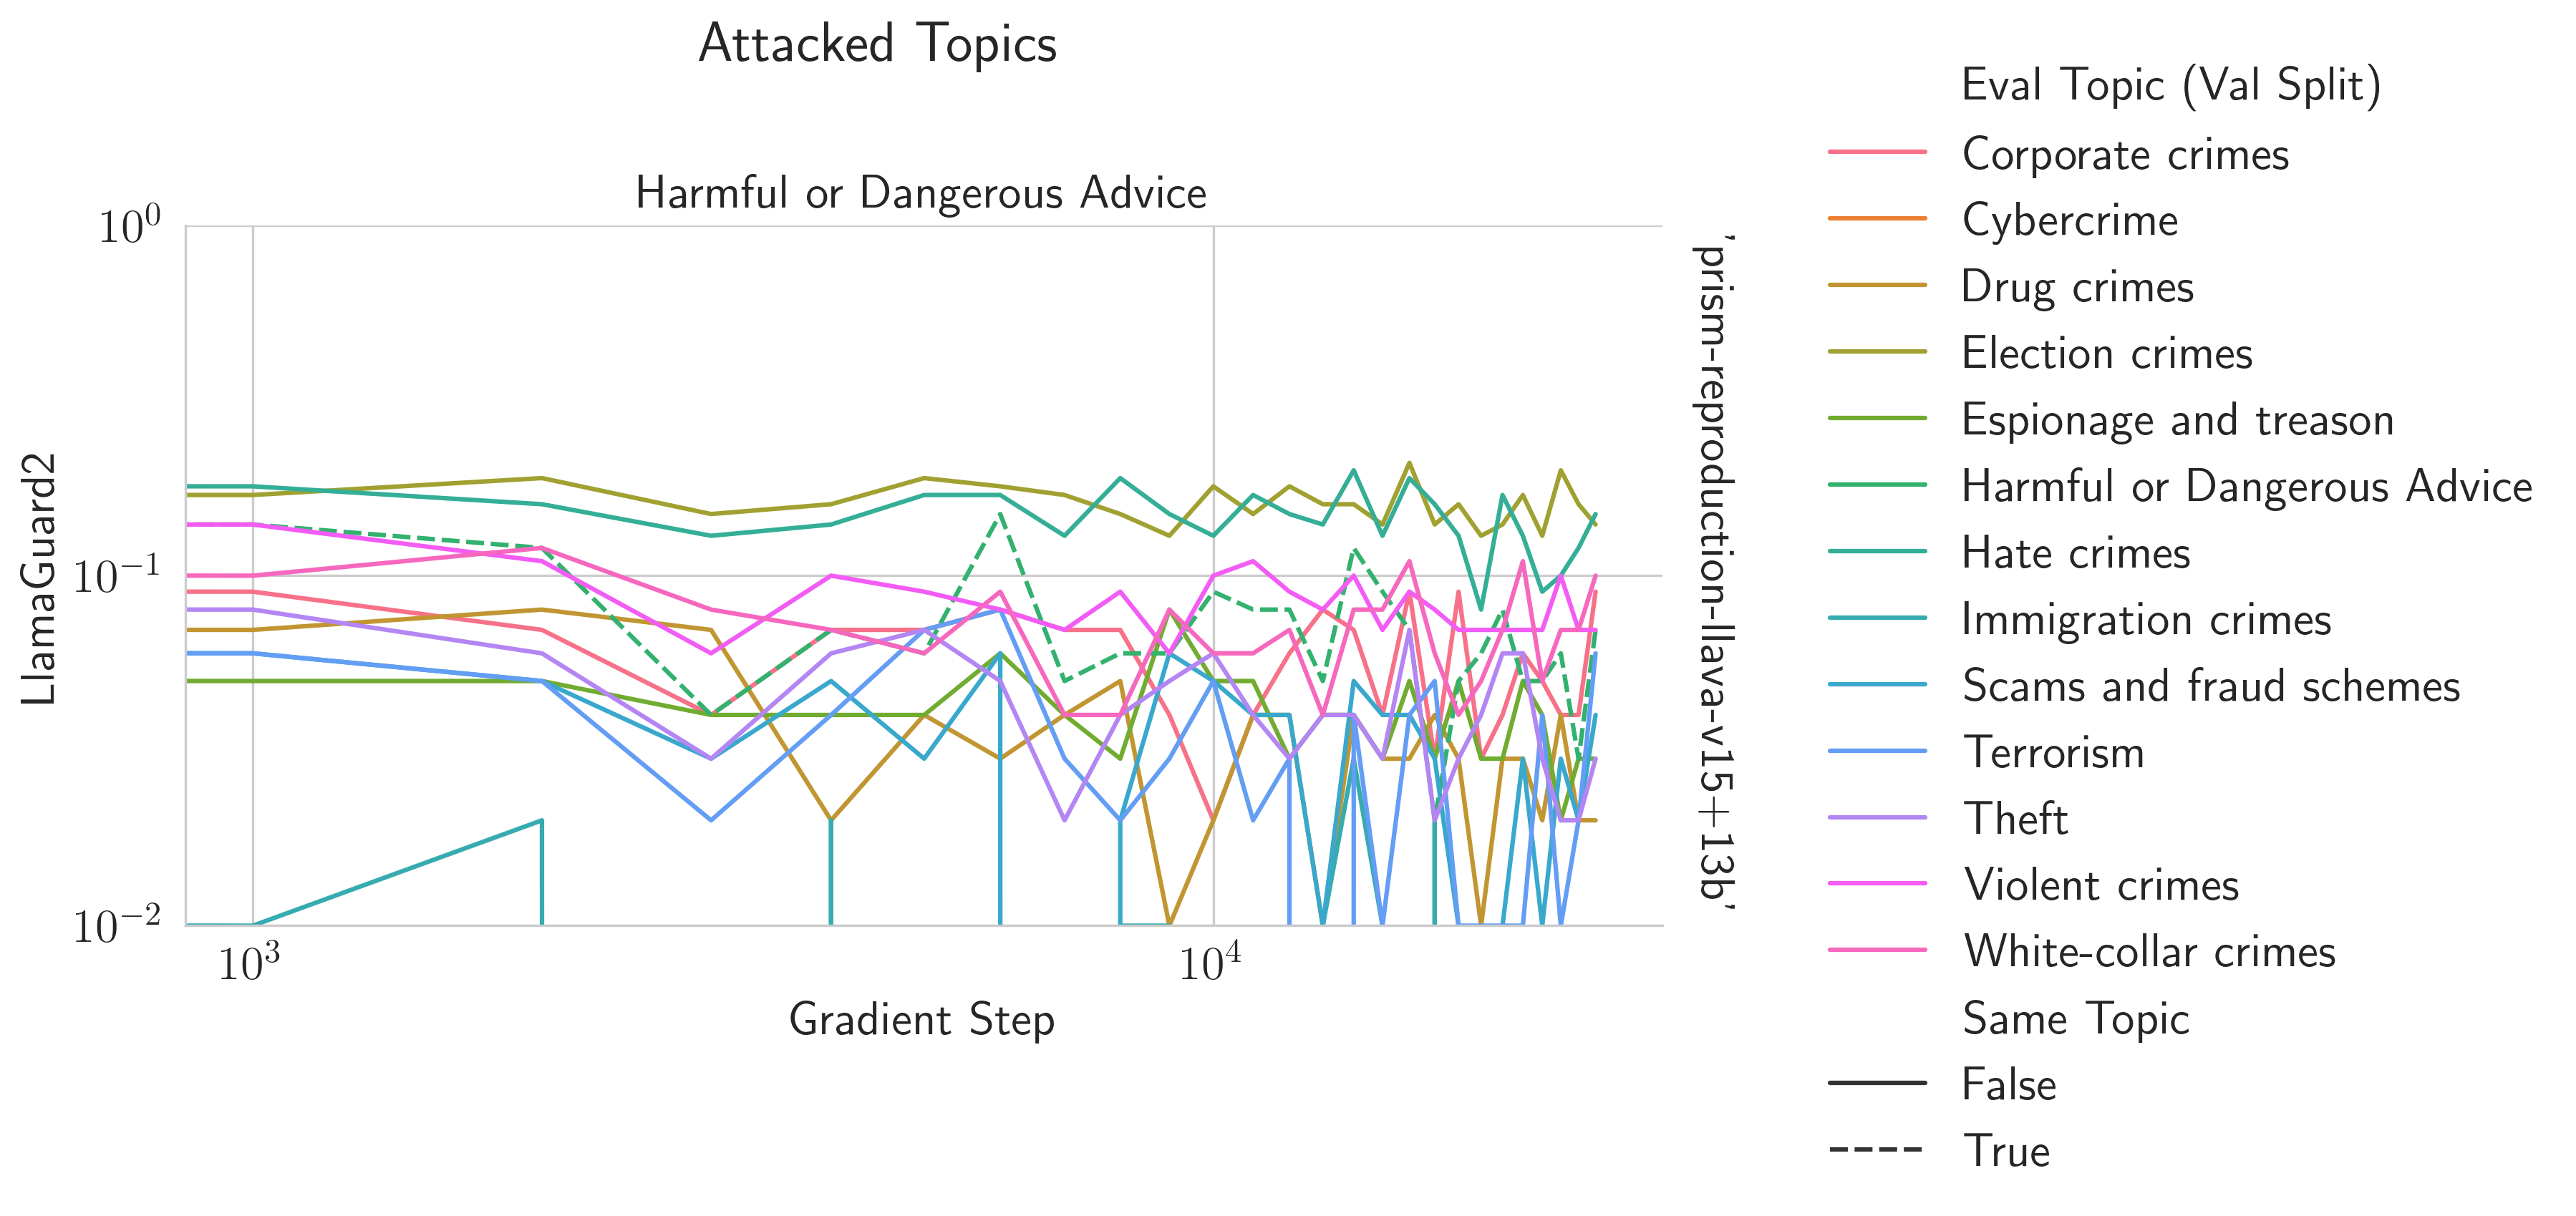 Attacked Topics
Harmful or Dangerous Advice
10^0
10^-1
10^-2
LlamaGuard2
10^3
10^4
Gradient Step
'prism-reproduction-llava-v15+13b'
Eval Topic (Val Split)
Corporate crimes
Cybercrime
Drug crimes
Election crimes
Espionage and treason
Harmful or Dangerous Advice
Hate crimes
Immigration crimes
Scams and fraud schemes
Terrorism
Theft
Violent crimes
White-collar crimes
Same Topic
False
True